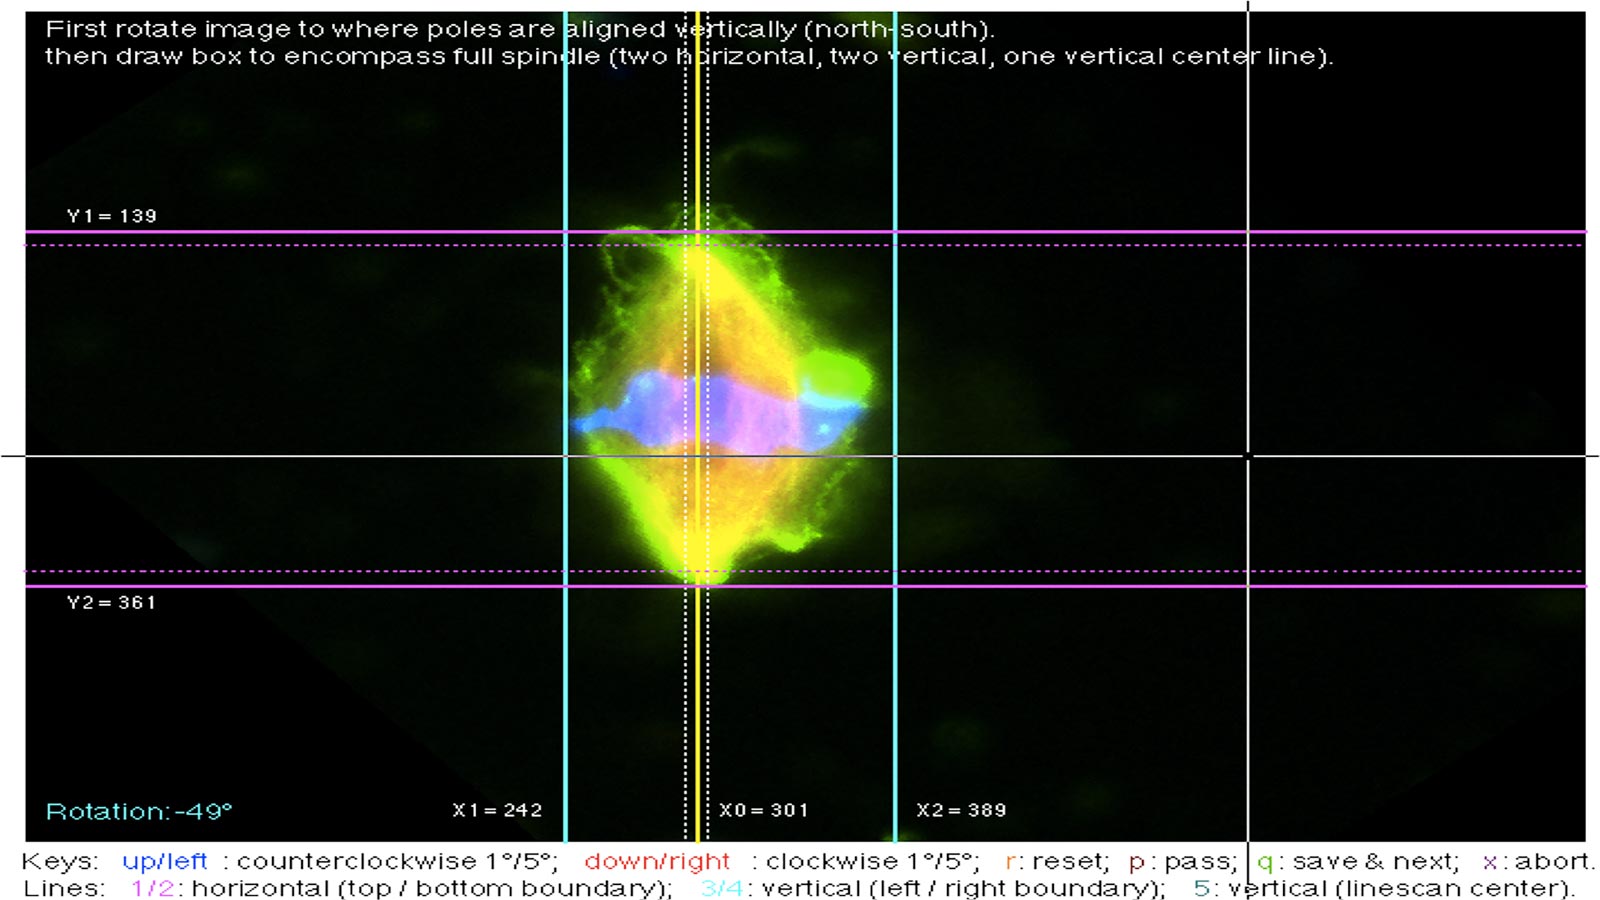 First rotate image to where poles are aligned vertically (north-south).
then draw box to encompass full spindle (two horizontal, two vertical, one vertical center line).
Y1 = 139
Y2 = 361
Rotation:-49°
X1 = 242
X0 = 301
X2 = 389
Keys: up/left : counterclockwise 1°/5°; down/right : clockwise 1°/5°; r: reset; p: pass; q: save & next; x: abort.
Lines: 1/2: horizontal (top / bottom boundary); 3/4: vertical (left / right boundary); 5: vertical (linescan center).